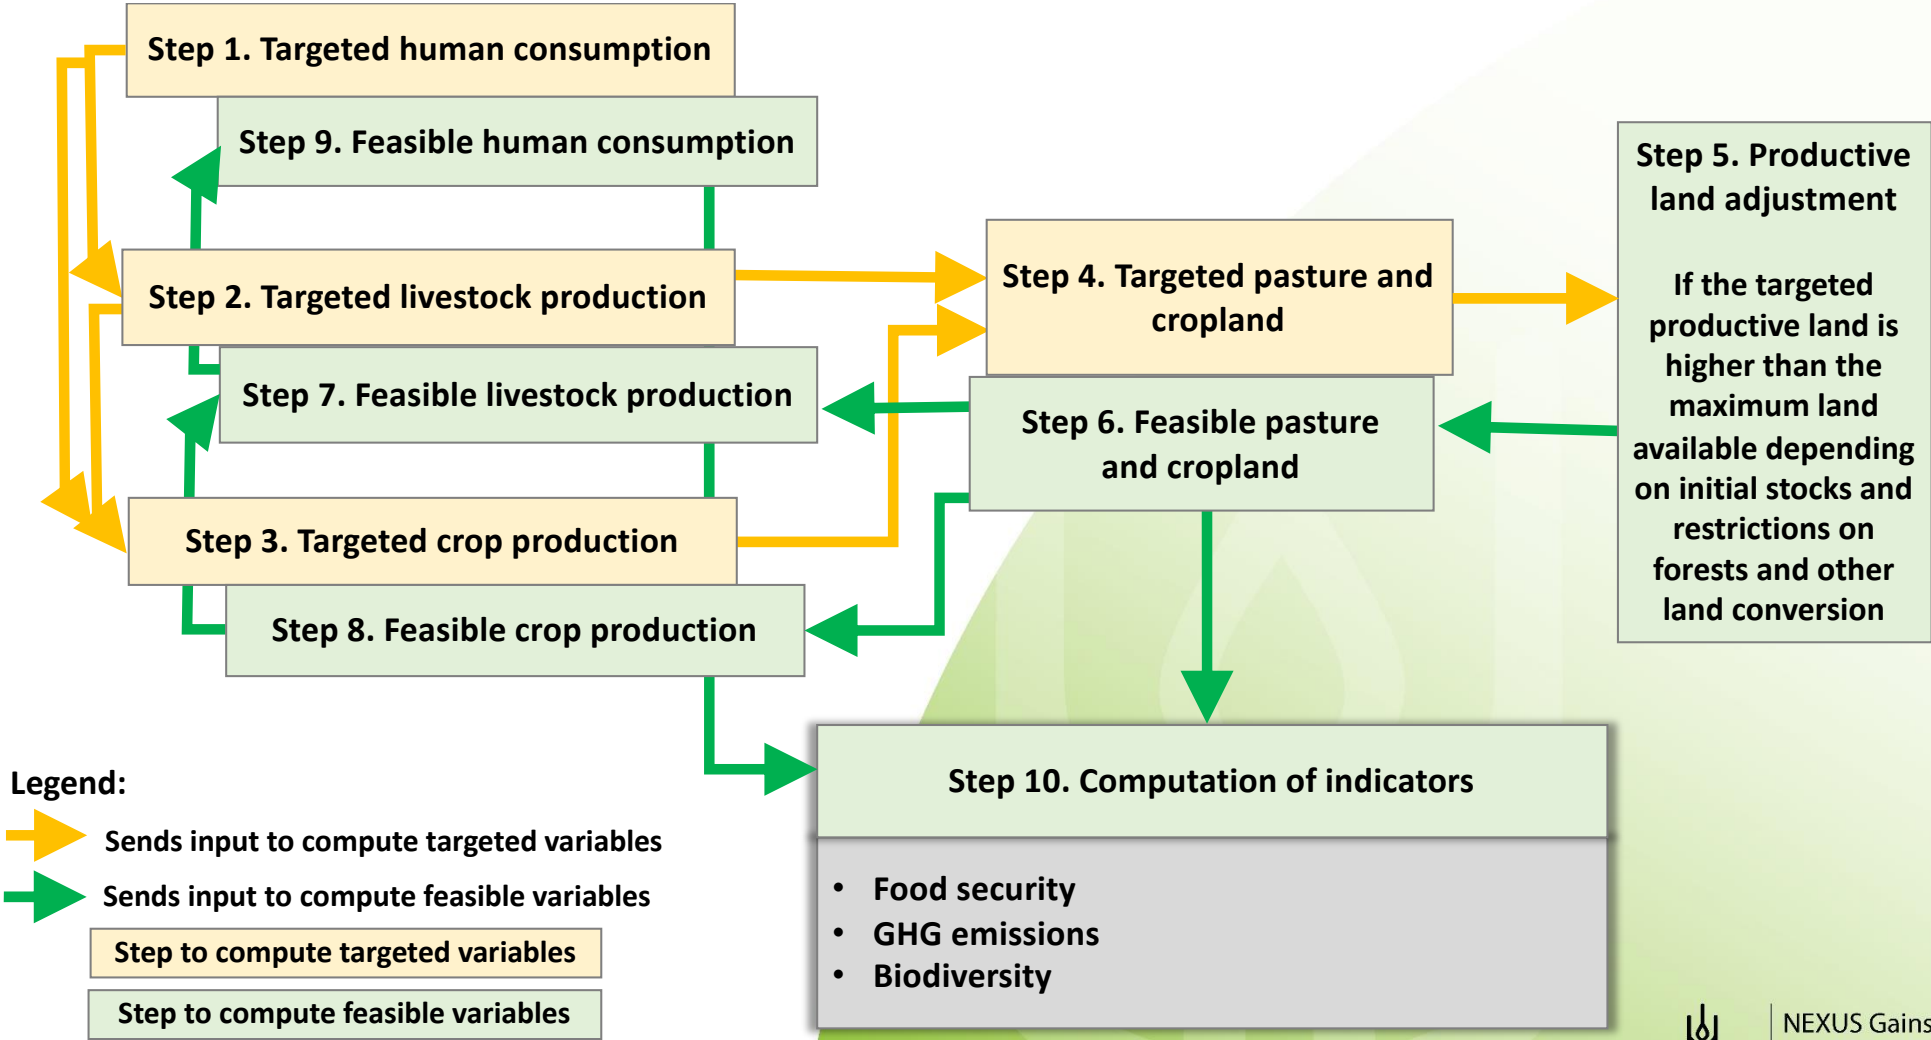 Step 1. Targeted human consumption
Step 9. Feasible human consumption
Step 2. Targeted livestock production
Step 7. Feasible livestock production
Step 3. Targeted crop production
Step 8. Feasible crop production
Step 4. Targeted pasture and
cropland
Step 6. Feasible pasture
and cropland
Step 5. Productive
land adjustment
If the targeted
productive land is
higher than the
maximum land
available depending
on initial stocks and
restrictions on
forests and other
land conversion
Step 10. Computation of indicators
• Food security
• GHG emissions
• Biodiversity
Legend:
Sends input to compute targeted variables
Sends input to compute feasible variables
Step to compute targeted variables
Step to compute feasible variables
NEXUS Gains